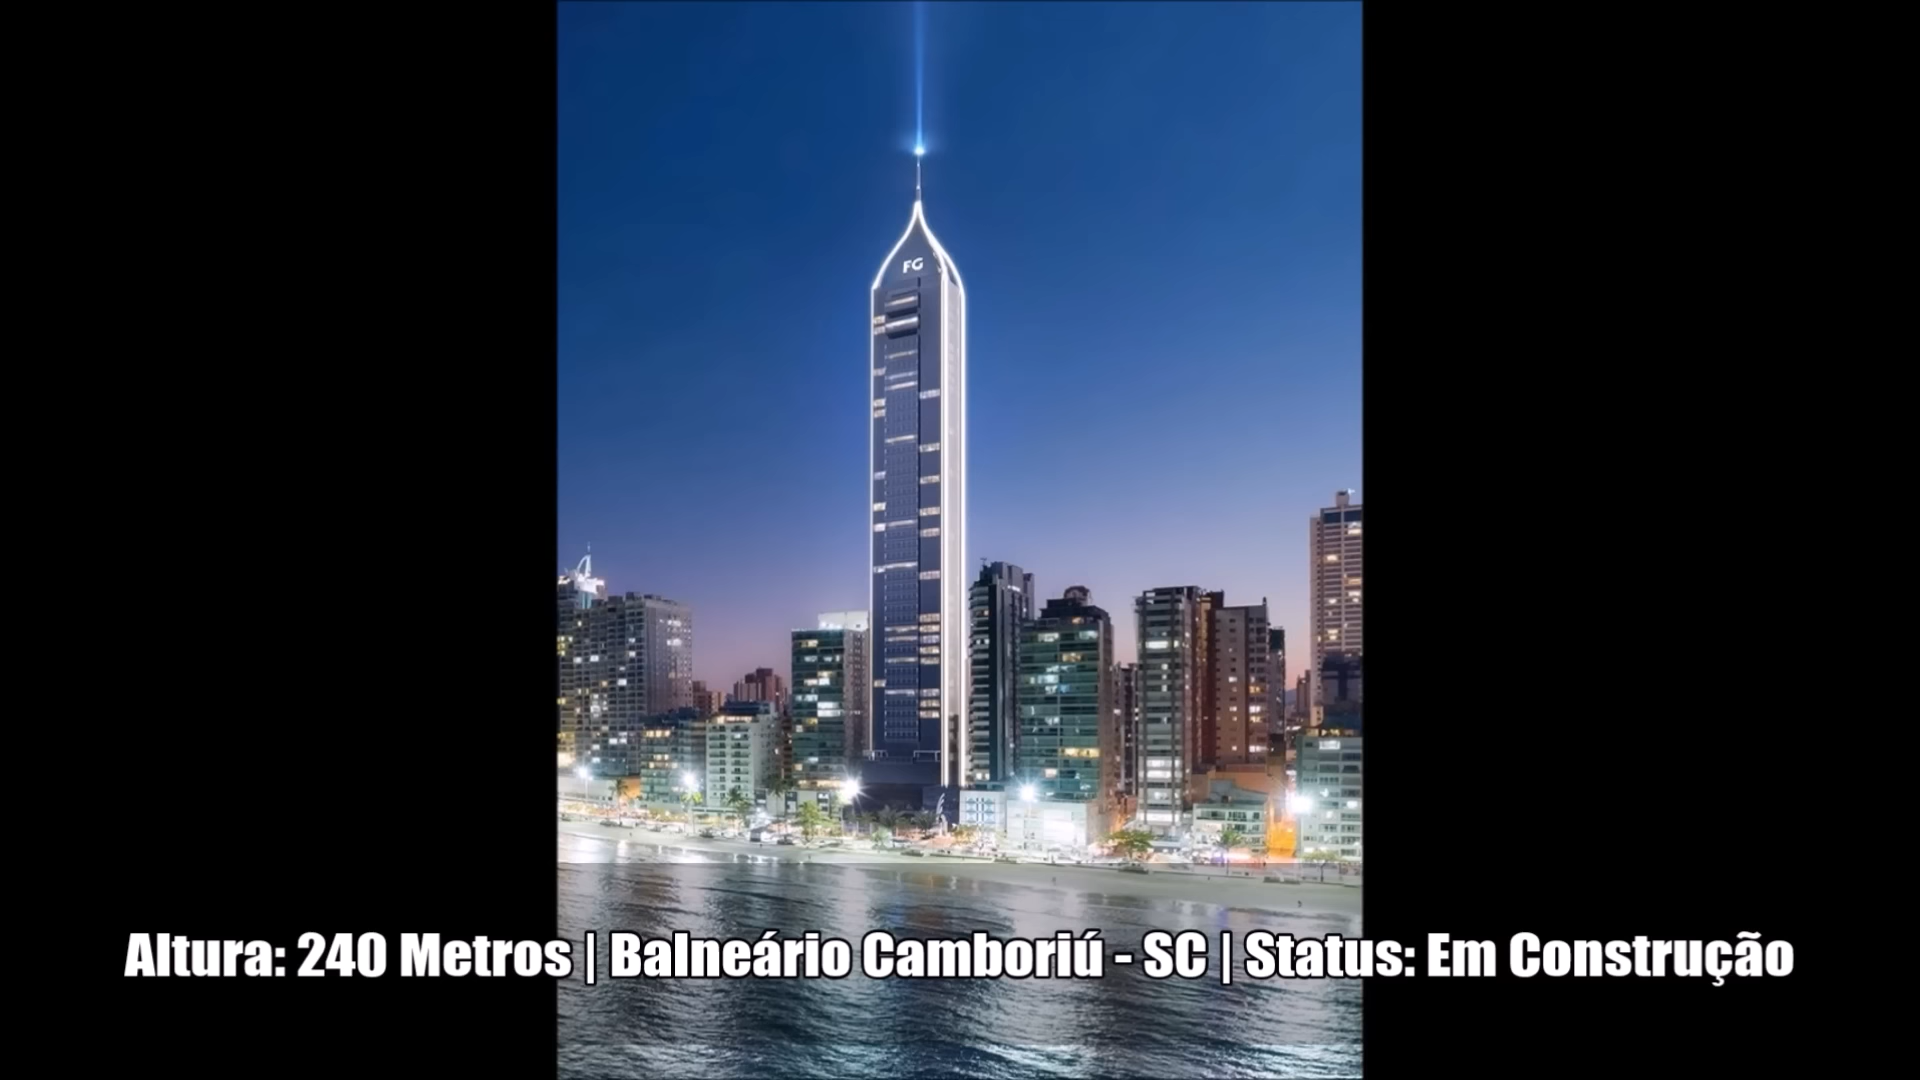 FG
Altura: 240 Metros | Balneário Camboriú - SC | Status: Em Construção